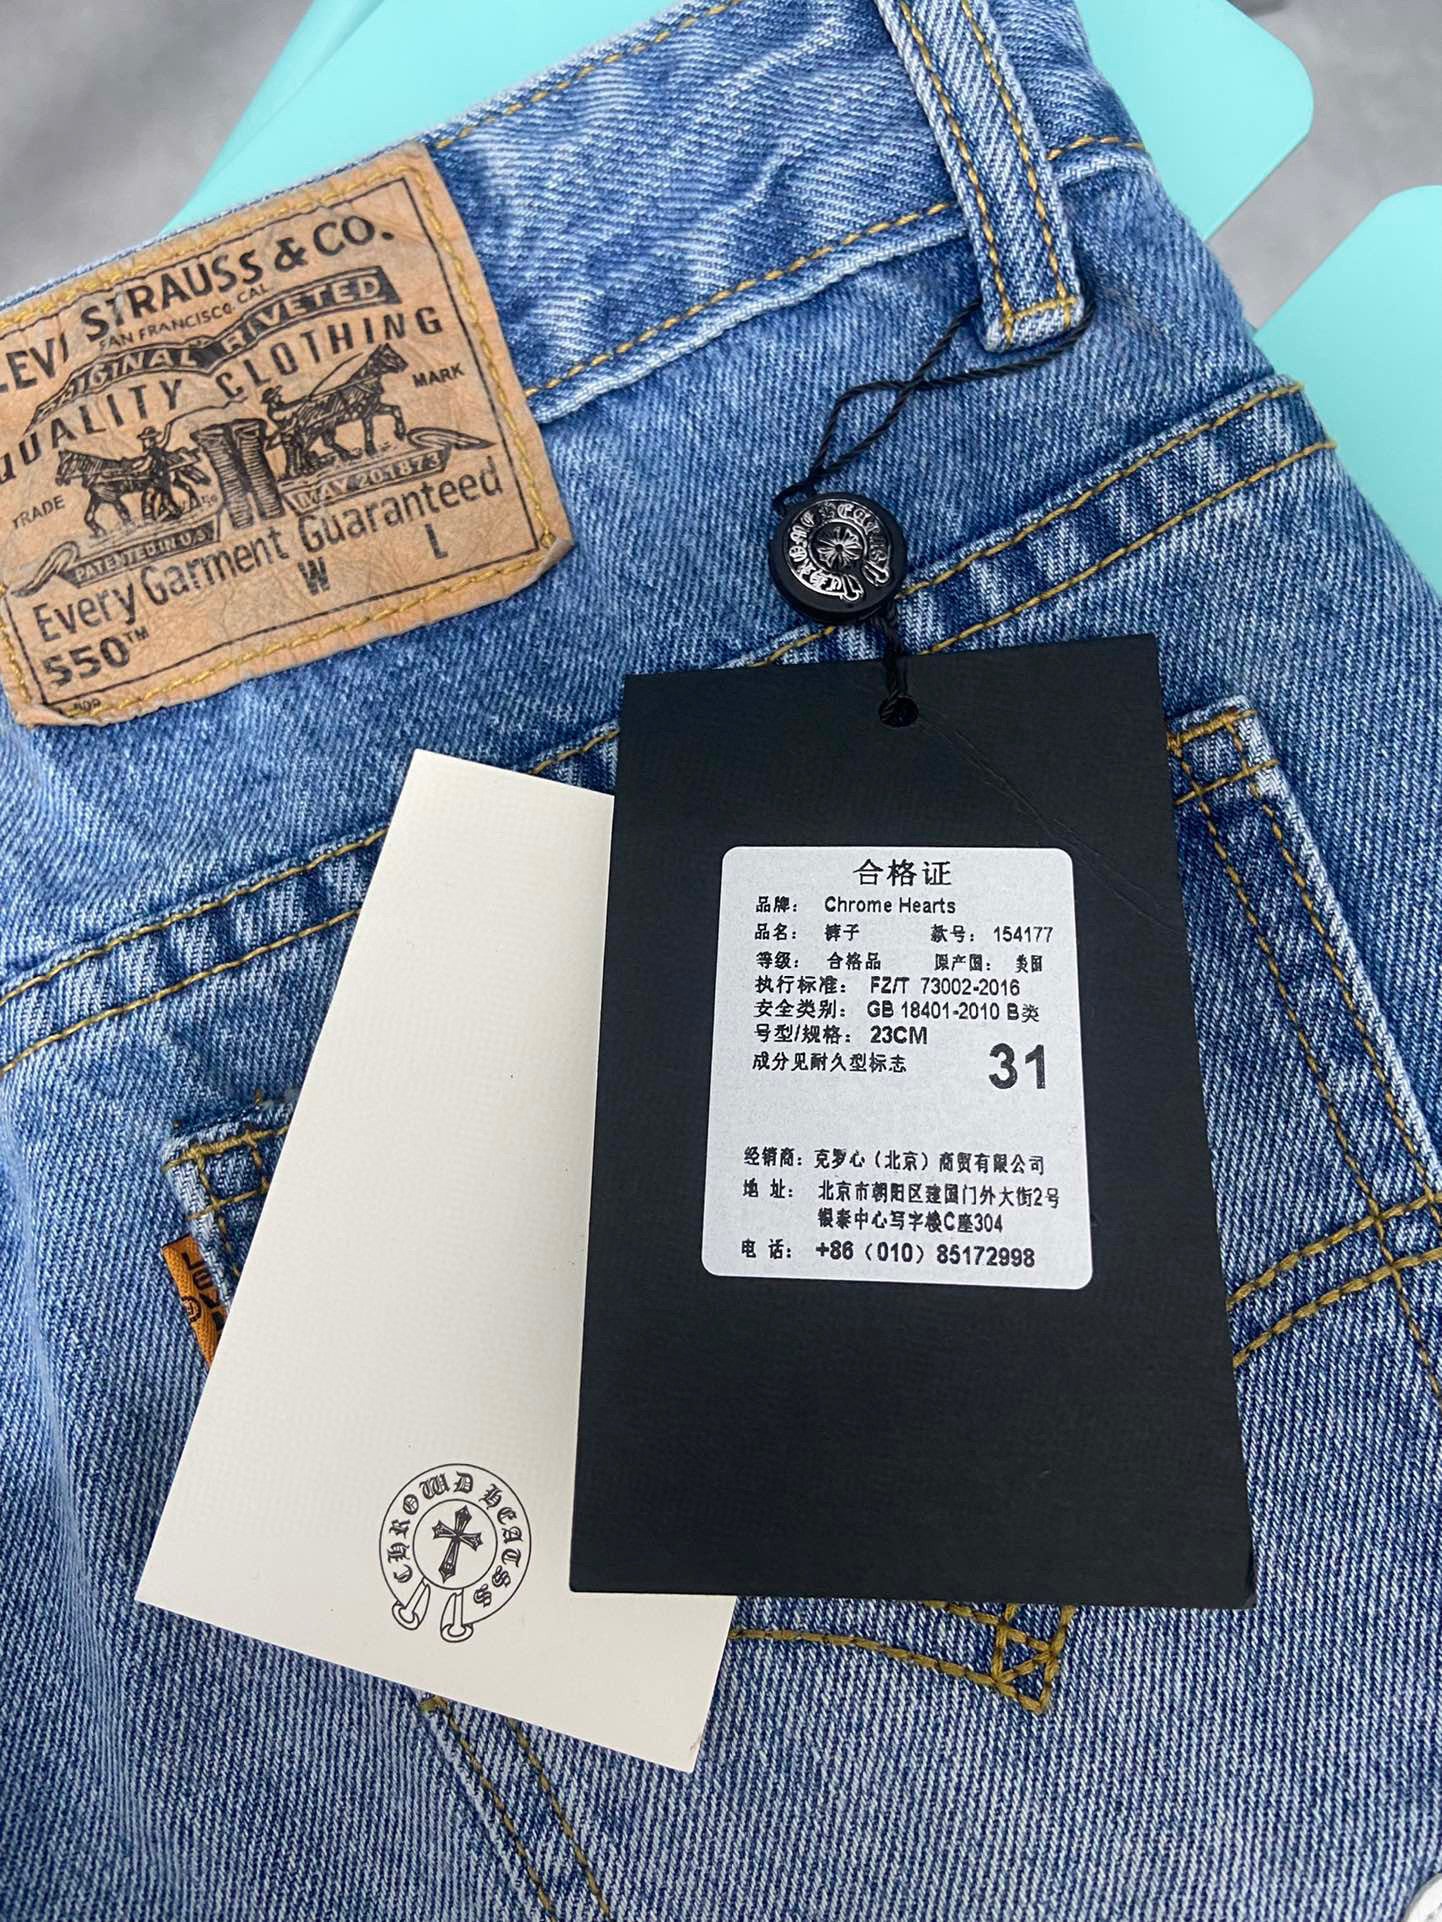 LEVI STRAUSS & CO.
SAN FRANCISCO CAL
ORIGINAL RIVETED
QUALITY CLOTHING
TRADE MARK
PATENTED IN U.S. MAY 20 1873
Every Garment Guaranteed
550™ W L
合格证
品牌: Chrome Hearts
品名: 裤子 款号: 154177
等级: 合格品 原产国: 美国
执行标准: FZ/T 73002-2016
安全类别: GB 18401-2010 B类
号型/规格: 23CM
成分见耐久型标志 31
经销商: 克罗心（北京）商贸有限公司
地 址: 北京市朝阳区建国门外大街2号
银泰中心写字楼C座304
电 话: +86（010）85172998
CHROWD HEATSS